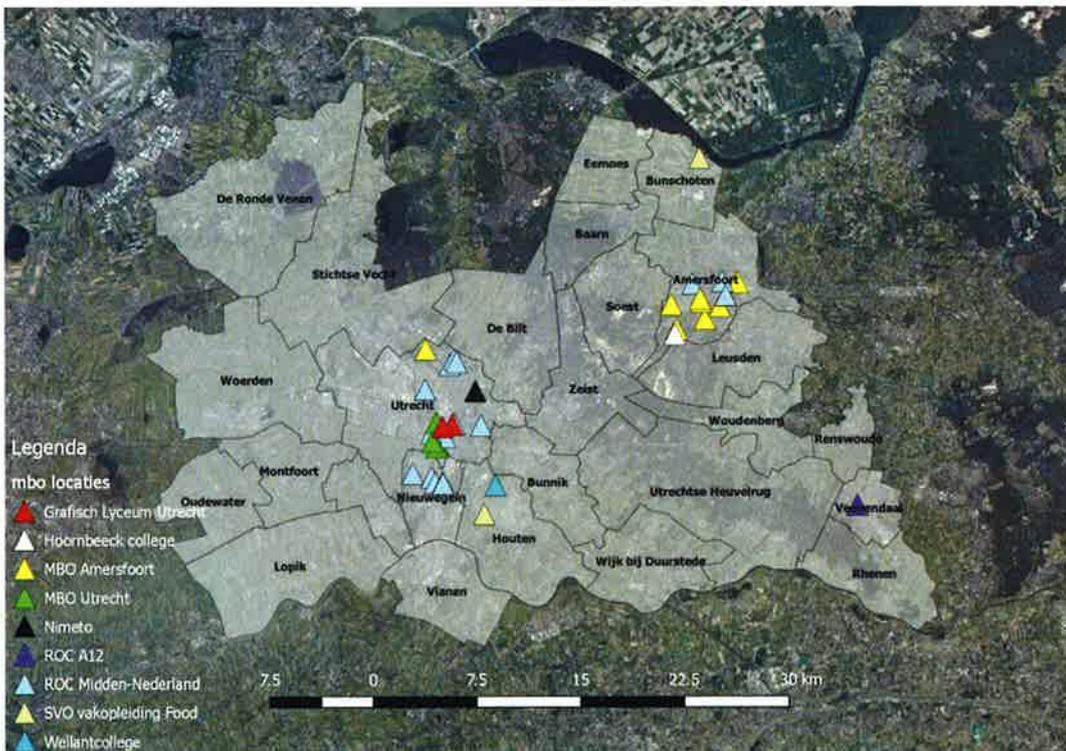 Eemnes
Bunschoten
De Ronde Venen
Baarn
Stichtse Vecht
Amersfoort
Soest
De Bilt
Leusden
Woerden
Zeist
Utrecht
Woudenberg
Renswoude
Legenda
mbo locaties
Montfoort
Bunnik
Nieuwegein
Utrechtse Heuvelrug
Oudewater
Veenendaal
Grafisch Lyceum Utrecht
Hoornbeeck college
Houten
MBO Amersfoort
Lopik
Wijk bij Duurstede
Rhenen
Vianen
MBO Utrecht
Nimeto
ROC A12
ROC Midden-Nederland
SVO vakopleiding Food
Wellantcollege
7.5 0 7.5 15 22.5 30 km